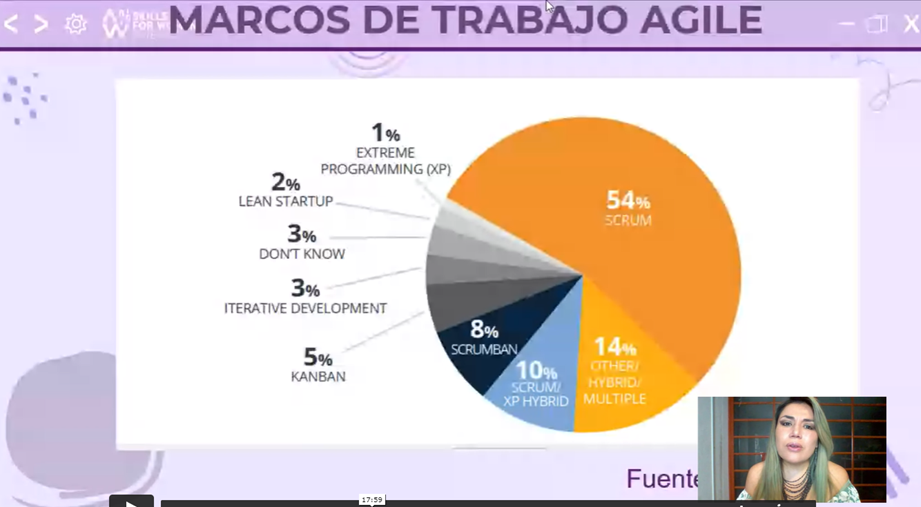 MARCOS DE TRABAJO AGILE
1%
EXTREME
PROGRAMMING (XP)
2%
LEAN STARTUP
3%
DON'T KNOW
3%
ITERATIVE DEVELOPMENT
5%
KANBAN
54%
SCRUM
8%
SCRUMBAN
10%
SCRUM/
XP HYBRID
14%
OTHER/
HYBRID/
MULTIPLE
17:59